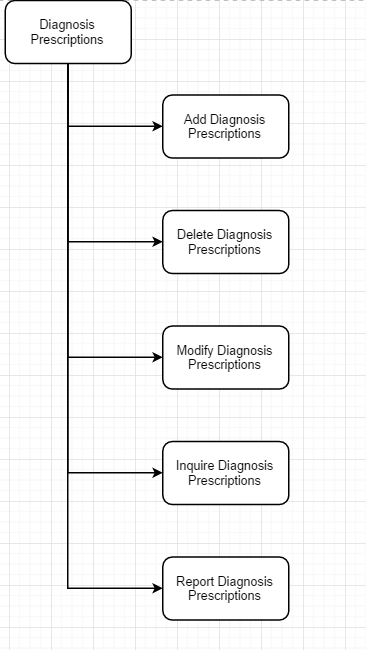 Diagnosis
Prescriptions
Add Diagnosis
Prescriptions
Delete Diagnosis
Prescriptions
Modify Diagnosis
Prescriptions
Inquire Diagnosis
Prescriptions
Report Diagnosis
Prescriptions